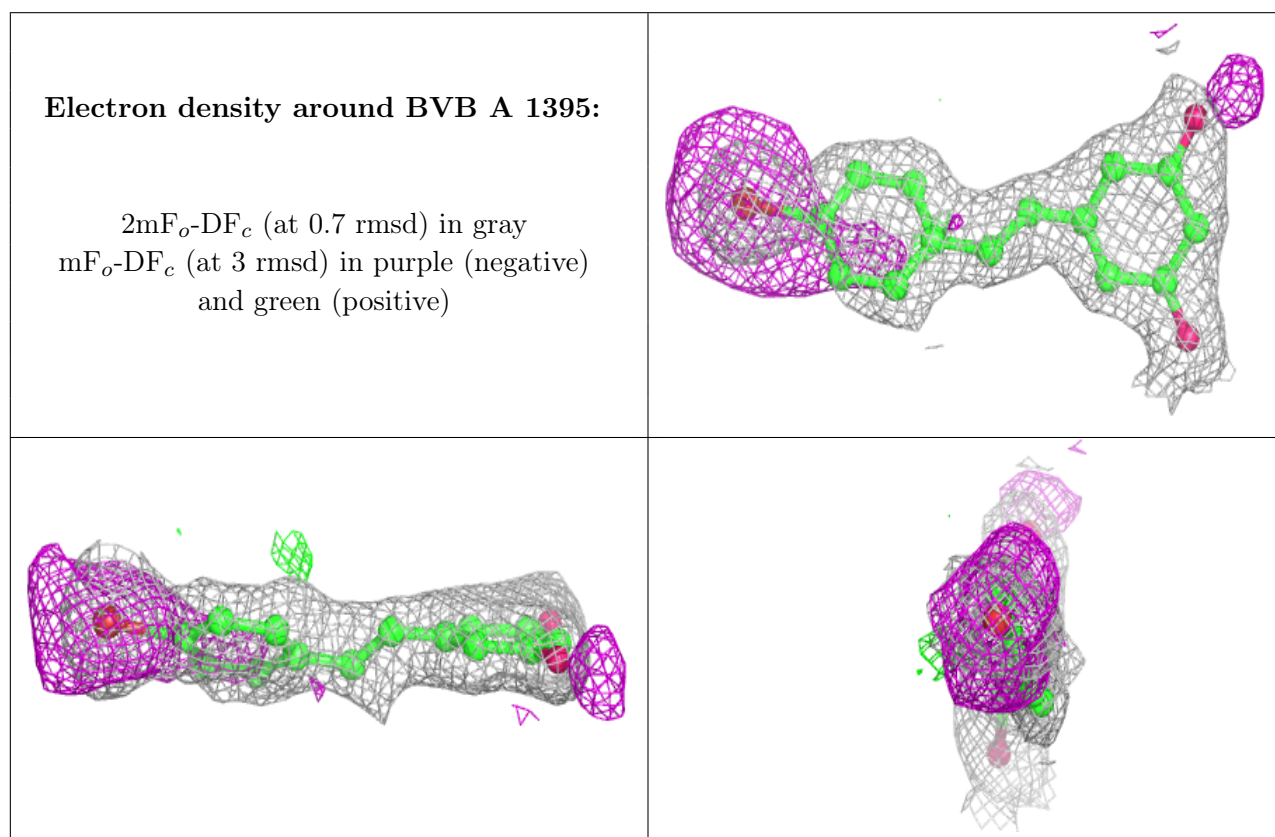 Electron density around BVB A 1395:
2mFo-DFc (at 0.7 rmsd) in gray
mFo-DFc (at 3 rmsd) in purple (negative)
and green (positive)